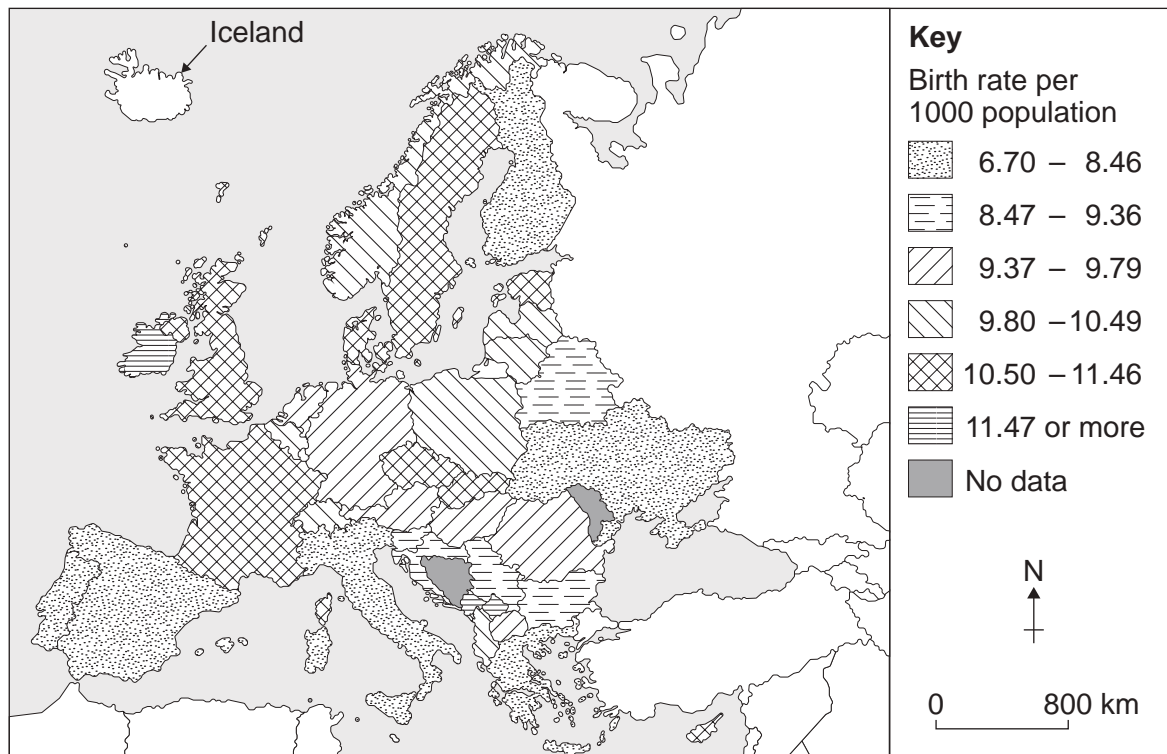 Iceland
Key
Birth rate per
1000 population
6.70 – 8.46
8.47 – 9.36
9.37 – 9.79
9.80 –10.49
10.50 –11.46
11.47 or more
No data
N
0 800 km